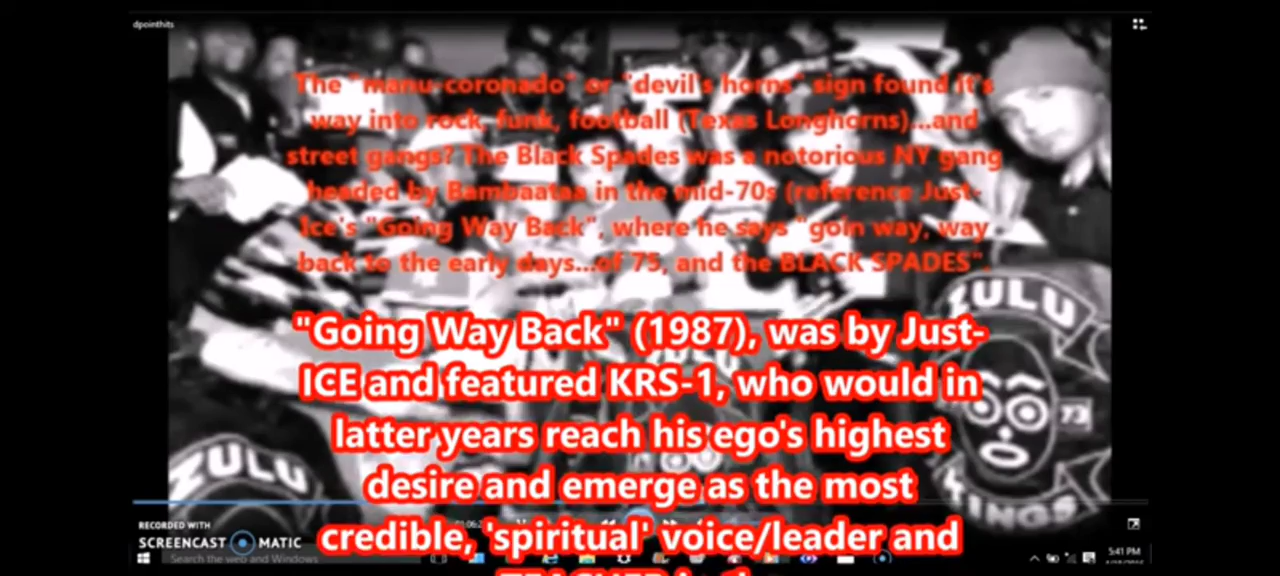 dpointhits
The "manu-coronado" or "devil's horns" sign found it's
way into rock, funk, football (Texas Longhorns)...and
street gangs? The Black Spades was a notorious NY gang
headed by Bambaataa in the mid-70s (reference Just-
Ice's "Going Way Back", where he says "goin way, way
back to the early days...of 75, and the BLACK SPADES".
"Going Way Back" (1987), was by Just-
ICE and featured KRS-1, who would in
latter years reach his ego's highest
desire and emerge as the most
credible, 'spiritual' voice/leader and
ZULU
73
KINGS
ZULU
RECORDED WITH
SCREENCAST MATIC
Search the web and Windows
5:41 PM